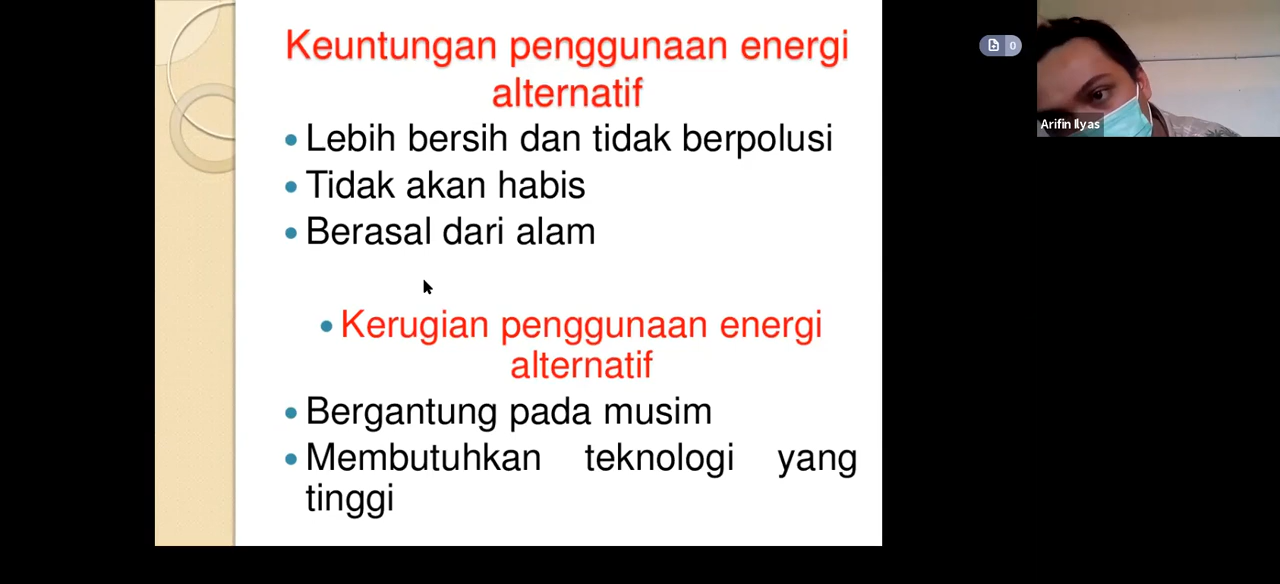 Keuntungan penggunaan energi
alternatif
• Lebih bersih dan tidak berpolusi
• Tidak akan habis
• Berasal dari alam
• Kerugian penggunaan energi
alternatif
• Bergantung pada musim
• Membutuhkan teknologi yang
tinggi
0
Arifin Ilyas